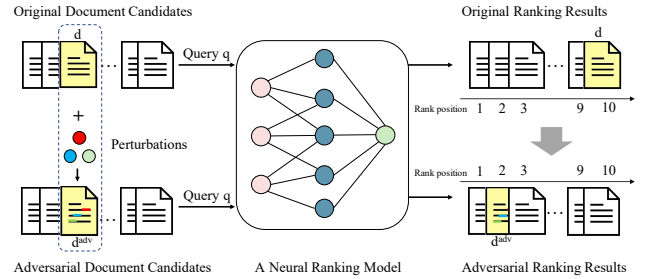 Original Document Candidates
Original Ranking Results
d
d
Query q
...
...
Rank position 1 2 3 9 10
+
Perturbations
Rank position 1 2 3 9 10
Query q
...
...
d^adv
d^adv
Adversarial Document Candidates
A Neural Ranking Model
Adversarial Ranking Results